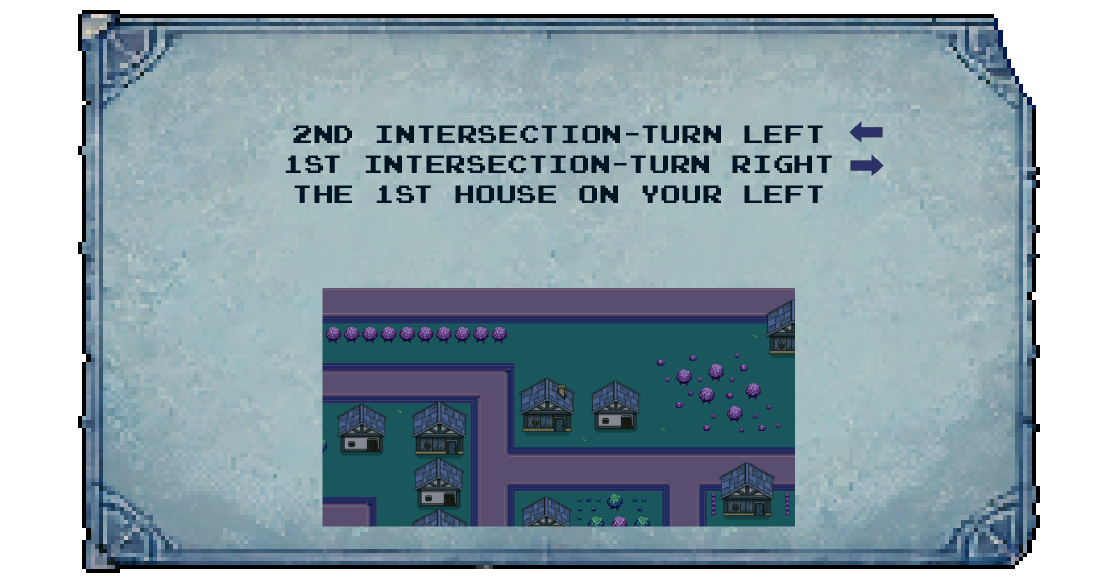 2ND INTERSECTION-TURN LEFT
1ST INTERSECTION-TURN RIGHT
THE 1ST HOUSE ON YOUR LEFT